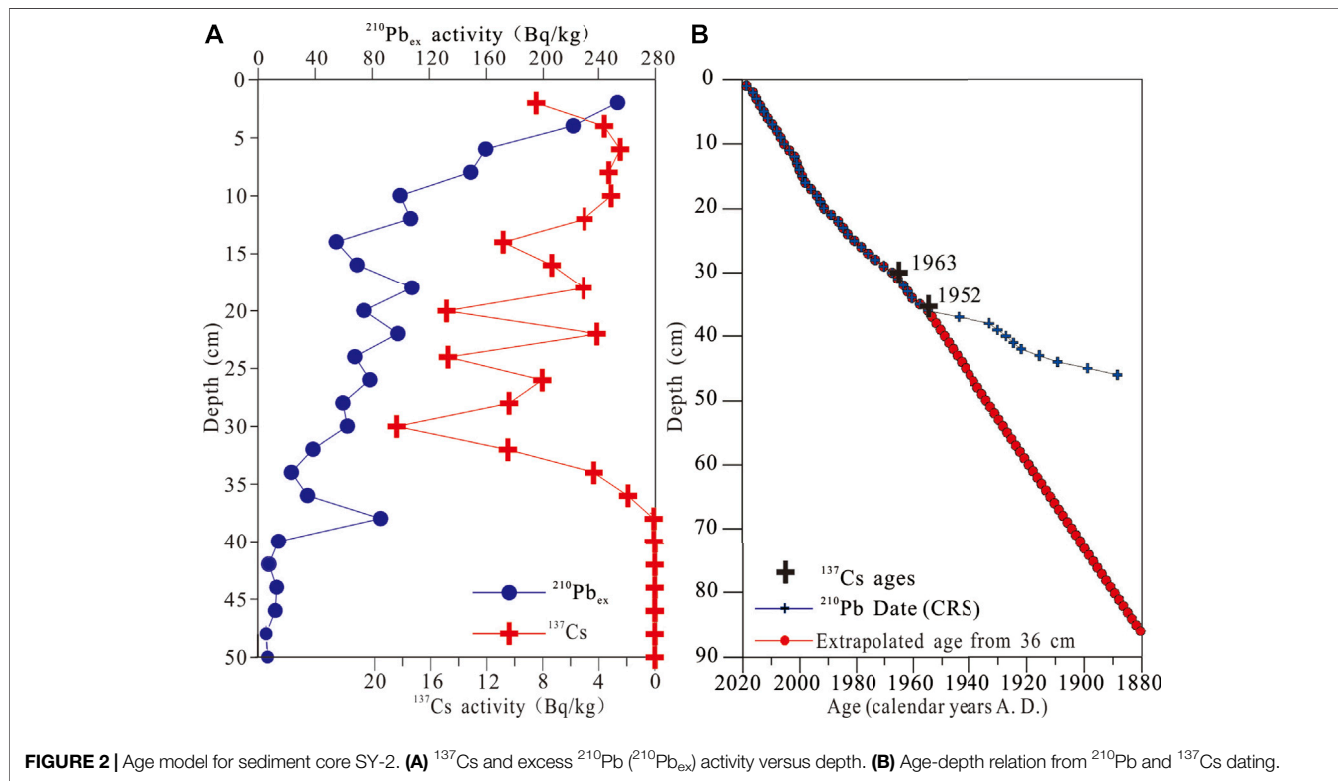 A
²¹⁰Pbₑₓ activity (Bq/kg)
0 40 80 120 160 200 240 280
0
5
10
15
20
25
30
35
40
45
50
Depth (cm)
²¹⁰Pbₑₓ
¹³⁷Cs
20 16 12 8 4 0
¹³⁷Cs activity (Bq/kg)
B
0
10
20
30
40
50
60
70
80
90
Depth (cm)
1963
1952
¹³⁷Cs ages
²¹⁰Pb Date (CRS)
Extrapolated age from 36 cm
2020 2000 1980 1960 1940 1920 1900 1880
Age (calendar years A. D.)
FIGURE 2 | Age model for sediment core SY-2. (A) ¹³⁷Cs and excess ²¹⁰Pb (²¹⁰Pbₑₓ) activity versus depth. (B) Age-depth relation from ²¹⁰Pb and ¹³⁷Cs dating.